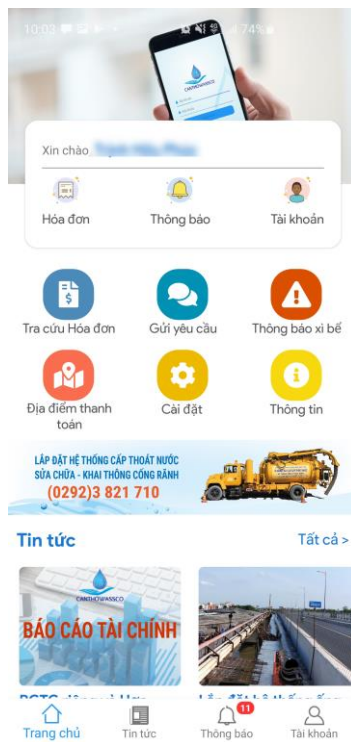 10:03
74%
CANTHOWASSCO
Xin chào
Hóa đơn
Thông báo
Tài khoản
Tra cứu Hóa đơn
Gửi yêu cầu
Thông báo xì bể
Địa điểm thanh
toán
Cài đặt
Thông tin
LẮP ĐẶT HỆ THỐNG CẤP THOÁT NƯỚC
SỬA CHỮA - KHAI THÔNG CỐNG RÃNH
(0292)3 821 710
Tin tức
Tất cả >
CANTHOWASSCO
BÁO CÁO TÀI CHÍNH
11
Trang chủ
Tin tức
Thông báo
Tài khoản